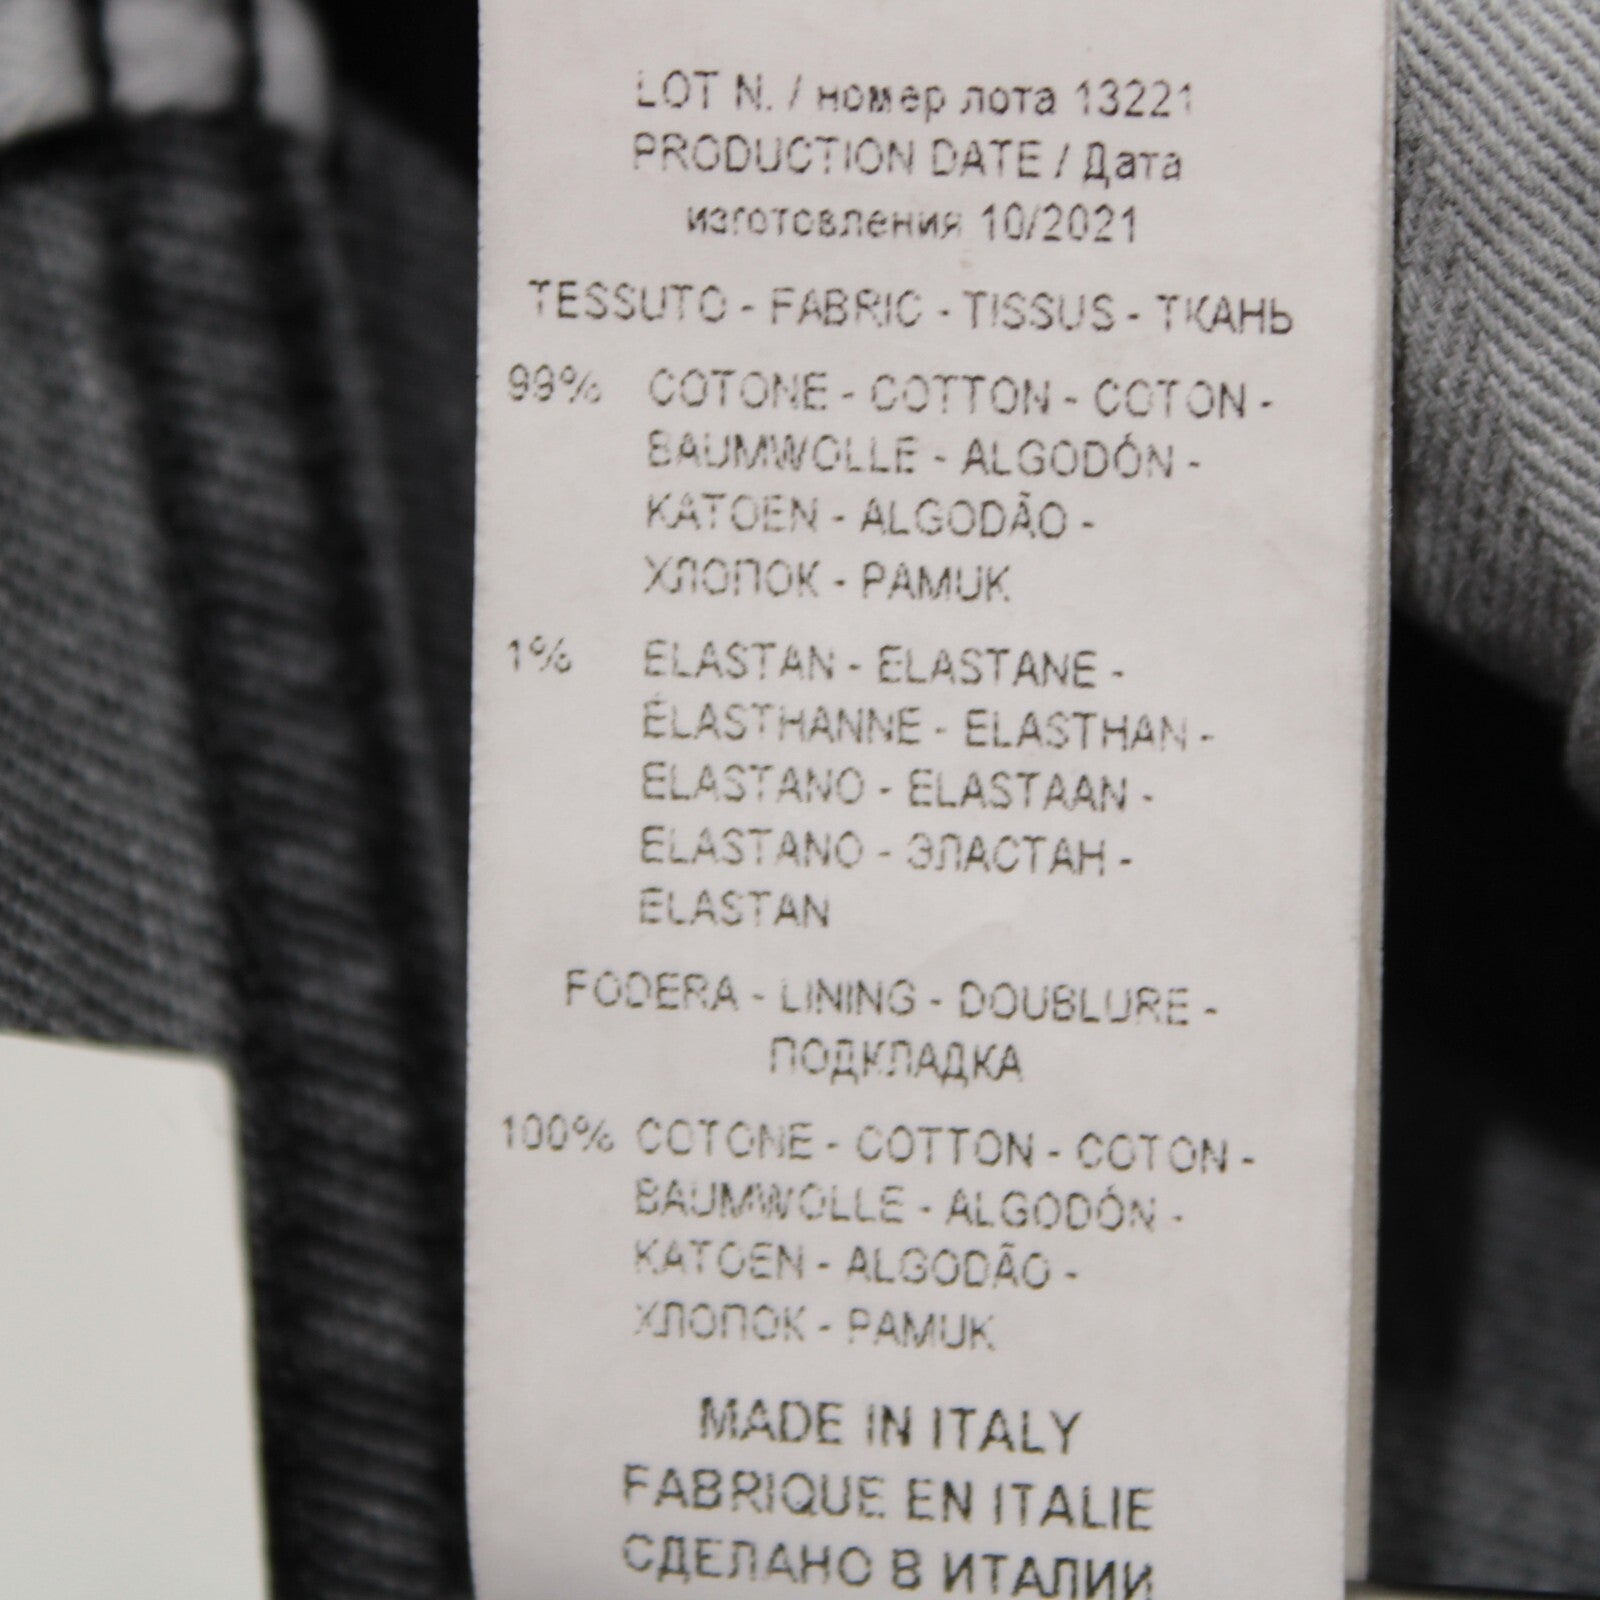 LOT N. / номер лота 13221
PRODUCTION DATE / Дата
изготовления 10/2021
TESSUTO - FABRIC - TISSUS - ТКАНЬ
99% COTONE - COTTON - COTON -
BAUMWOLLE - ALGODÓN -
KATOEN - ALGODÃO -
ХЛОПОК - PAMUK
1% ELASTAN - ELASTANE -
ÉLASTHANNE - ELASTHAN -
ELASTANO - ELASTAAN -
ELASTANO - ЭЛАСТАН -
ELASTAN
FODERA - LINING - DOUBLURE -
ПОДКЛАДКА
100% COTONE - COTTON - COTON -
BAUMWOLLE - ALGODÓN -
KATOEN - ALGODÃO -
ХЛОПОК - PAMUK
MADE IN ITALY
FABRIQUE EN ITALIE
СДЕЛАНО В ИТАЛИИ